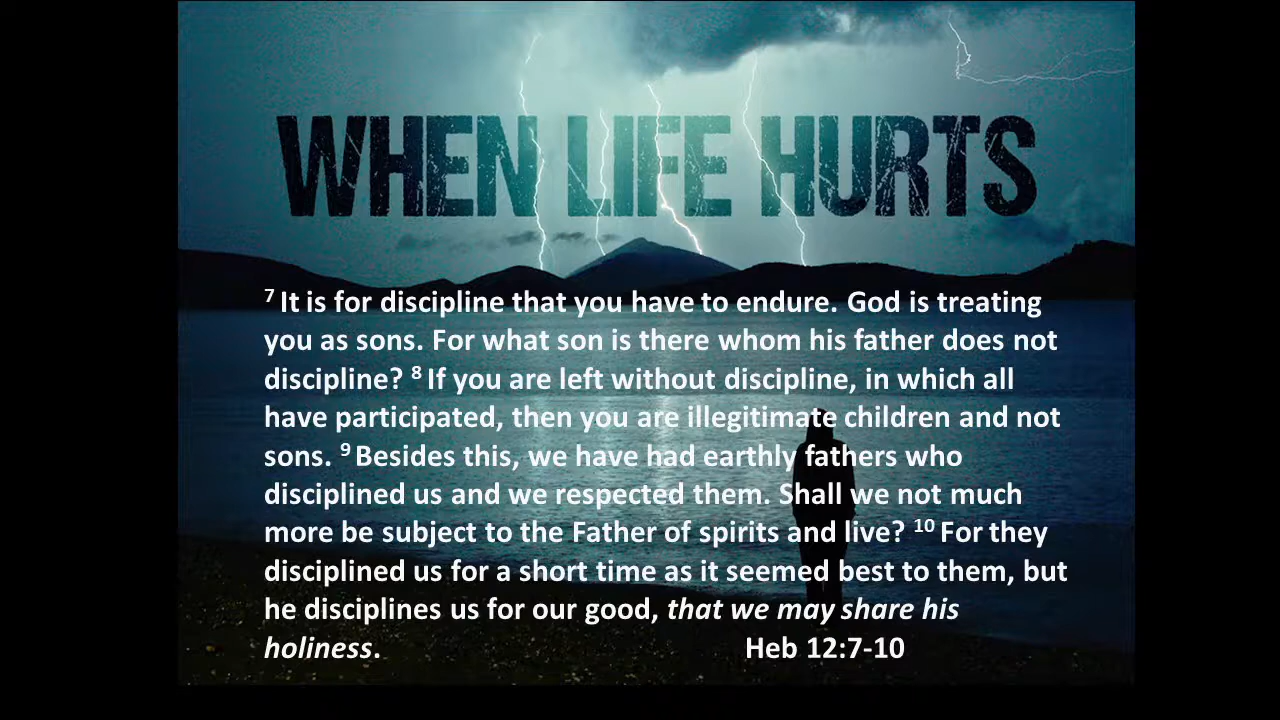 WHEN LIFE HURTS
7 It is for discipline that you have to endure. God is treating
you as sons. For what son is there whom his father does not
discipline? 8 If you are left without discipline, in which all
have participated, then you are illegitimate children and not
sons. 9 Besides this, we have had earthly fathers who
disciplined us and we respected them. Shall we not much
more be subject to the Father of spirits and live? 10 For they
disciplined us for a short time as it seemed best to them, but
he disciplines us for our good, that we may share his
holiness. Heb 12:7-10